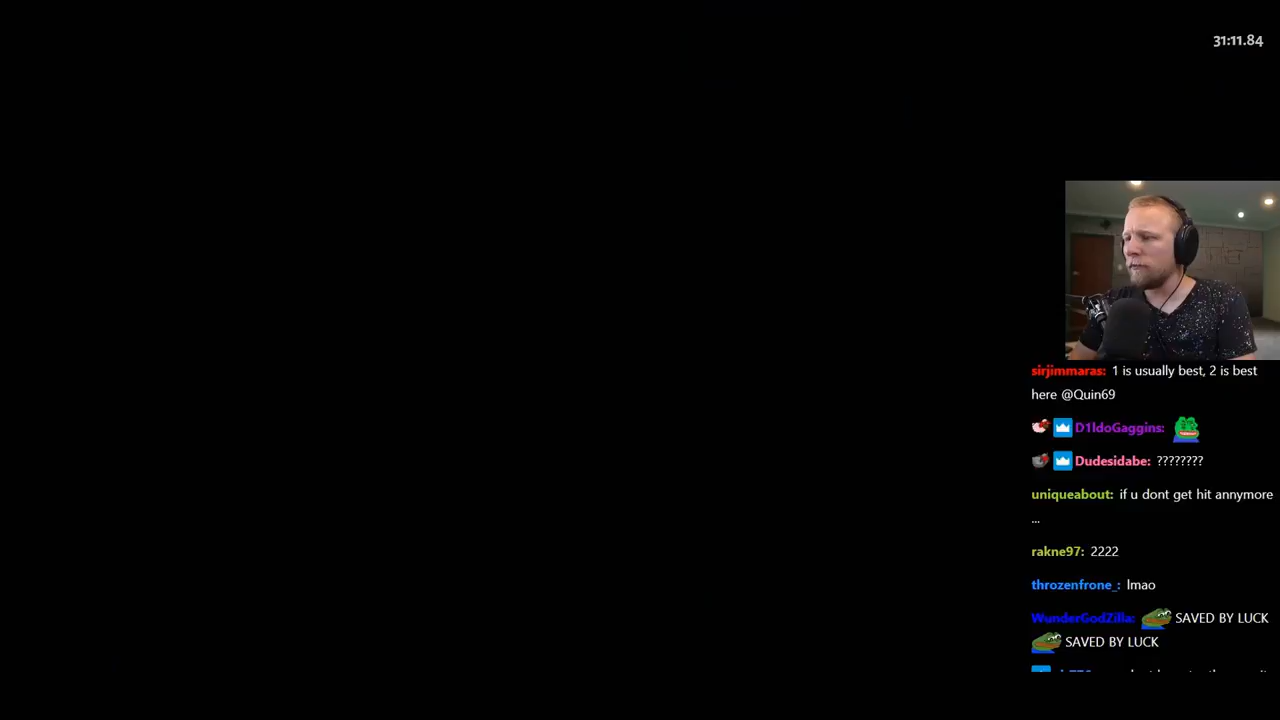 31:11.84
sirjimmaras: 1 is usually best, 2 is best
here @Quin69
D1ldoGaggins:
Dudesidabe: ????????
uniqueabout: if u dont get hit annymore
...
rakne97: 2222
throzenfrone_: lmao
WunderGodZilla: SAVED BY LUCK
SAVED BY LUCK